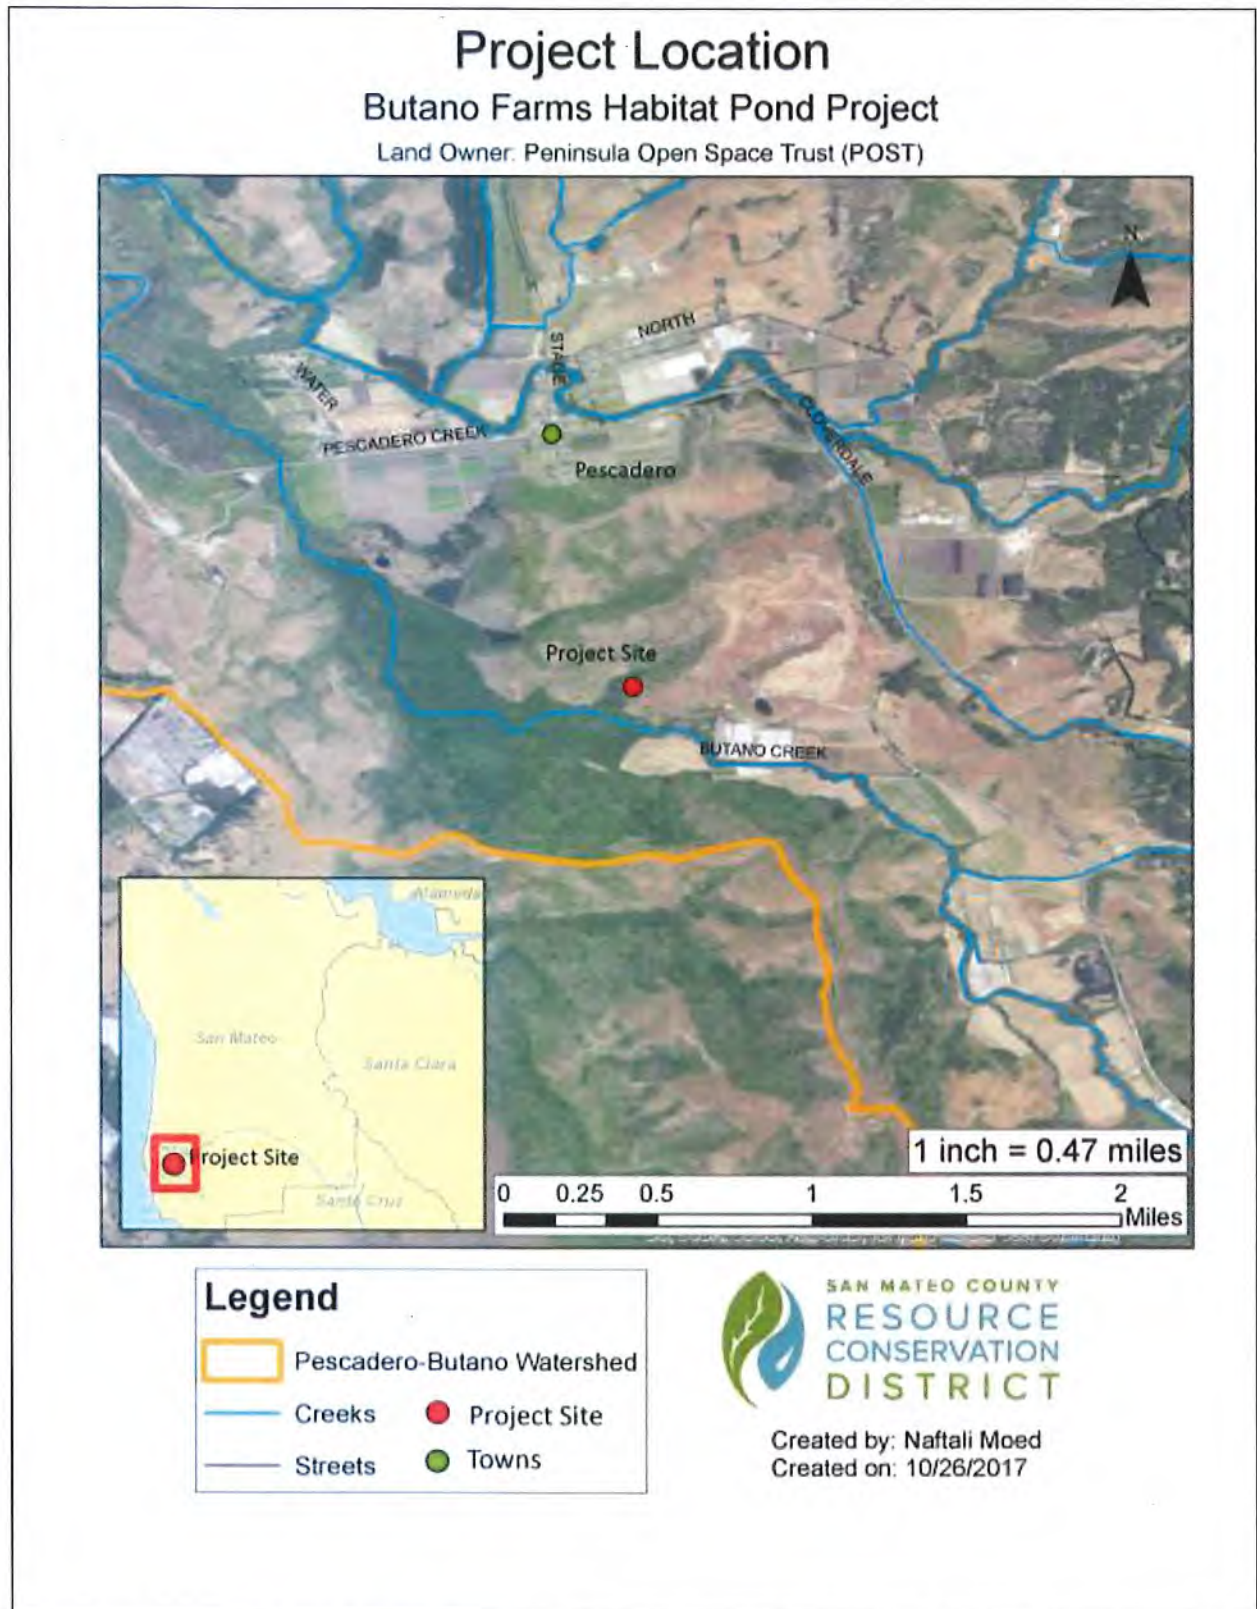 Project Location
Butano Farms Habitat Pond Project
Land Owner: Peninsula Open Space Trust (POST)
N
NORTH
STAGE
WATER
CLOVERDALE
PESCADERO CREEK
Pescadero
Project Site
BUTANO CREEK
Alameda
San Mateo
Santa Clara
Project Site
Santa Cruz
1 inch = 0.47 miles
0 0.25 0.5 1 1.5 2
Miles
Legend
Pescadero-Butano Watershed
Creeks
Project Site
Streets
Towns
SAN MATEO COUNTY
RESOURCE
CONSERVATION
DISTRICT
Created by: Naftali Moed
Created on: 10/26/2017